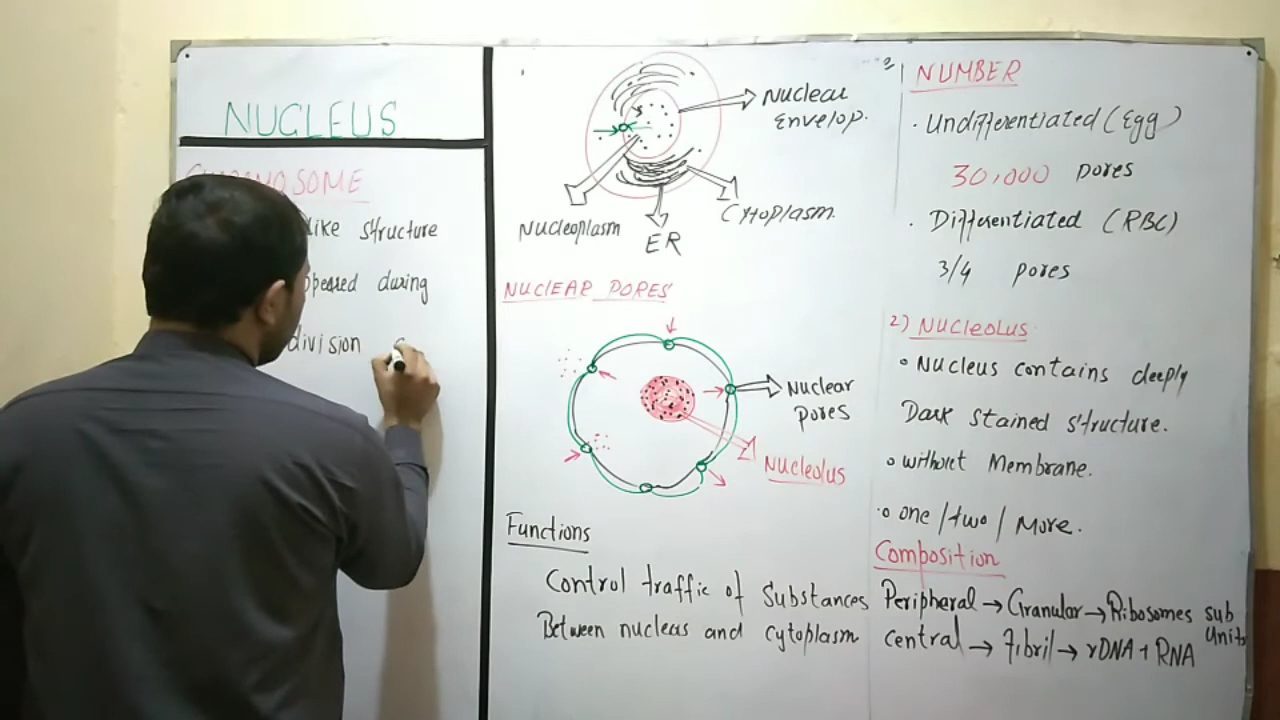 NUCLEUS
like structure
during
division
Nuclear
Envelop.
Nucleoplasm
ER
Cytoplasm
NUCLEAR PORES
Nuclear
pores
Nucleolus
Functions
Control traffic of Substances
Between nucleus and cytoplasm
NUMBER
· Undifferentiated (Egg)
30,000 pores
· Differentiated (RBC)
3/4 pores
2) NUCLEOLUS
o Nucleus contains deeply
Dark stained structure.
o without Membrane.
o one / two / More.
Composition
Peripheral → Granular → Ribosomes sub
Units
central → Fibril → rDNA + RNA